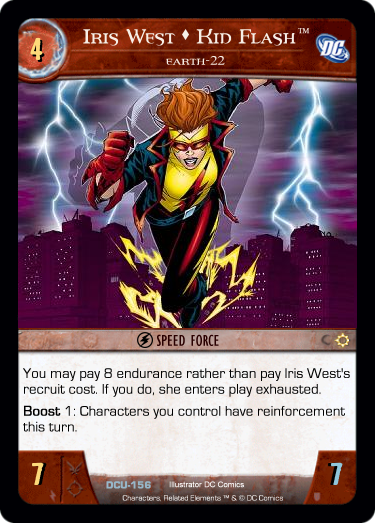 4
Iris West ♦ Kid Flash™
DC
EARTH-22
SPEED FORCE
You may pay 8 endurance rather than pay Iris West's
recruit cost. If you do, she enters play exhausted.
Boost 1: Characters you control have reinforcement
this turn.
7
DCU-156
Illustrator DC Comics
7
Characters, Related Elements ™ & © DC Comics